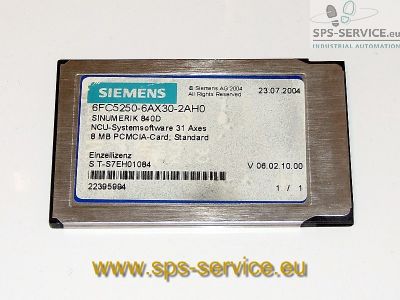 SPS-SERVICE.eu
INDUSTRIAL AUTOMATION
SIEMENS
© Siemens AG 2004
All Rights Reserved
23.07.2004
6FC5250-6AX30-2AH0
SINUMERIK 840D
NCU-Systemsoftware 31 Axes
8 MB PCMCIA-Card, Standard
Einzellizenz
S T-S7EH01084
V 06.02.10.00
22395994
1 / 1
www.sps-service.eu